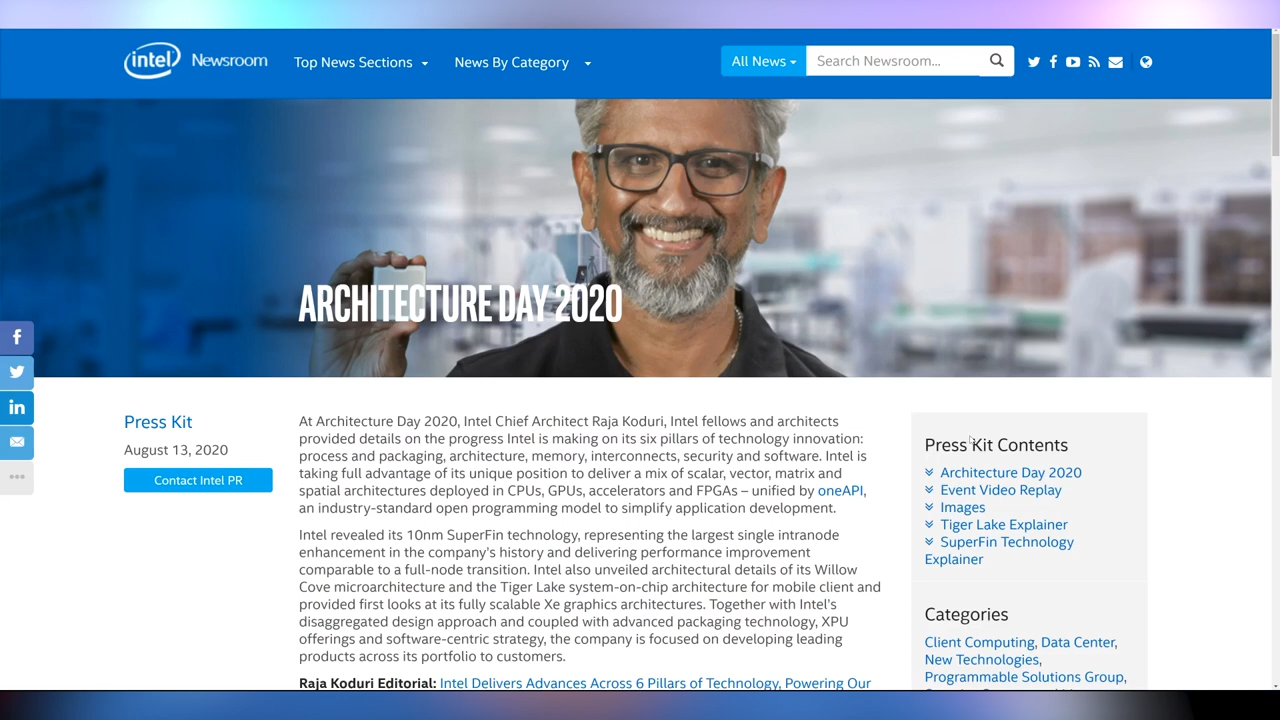 intel Newsroom
Top News Sections
News By Category
All News
Search Newsroom...
ARCHITECTURE DAY 2020
Press Kit
August 13, 2020
Contact Intel PR
At Architecture Day 2020, Intel Chief Architect Raja Koduri, Intel fellows and architects
provided details on the progress Intel is making on its six pillars of technology innovation:
process and packaging, architecture, memory, interconnects, security and software. Intel is
taking full advantage of its unique position to deliver a mix of scalar, vector, matrix and
spatial architectures deployed in CPUs, GPUs, accelerators and FPGAs – unified by oneAPI,
an industry-standard open programming model to simplify application development.
Intel revealed its 10nm SuperFin technology, representing the largest single intranode
enhancement in the company's history and delivering performance improvement
comparable to a full-node transition. Intel also unveiled architectural details of its Willow
Cove microarchitecture and the Tiger Lake system-on-chip architecture for mobile client and
provided first looks at its fully scalable Xe graphics architectures. Together with Intel's
disaggregated design approach and coupled with advanced packaging technology, XPU
offerings and software-centric strategy, the company is focused on developing leading
products across its portfolio to customers.
Raja Koduri Editorial: Intel Delivers Advances Across 6 Pillars of Technology, Powering Our
Press Kit Contents
Architecture Day 2020
Event Video Replay
Images
Tiger Lake Explainer
SuperFin Technology
Explainer
Categories
Client Computing, Data Center,
New Technologies,
Programmable Solutions Group,